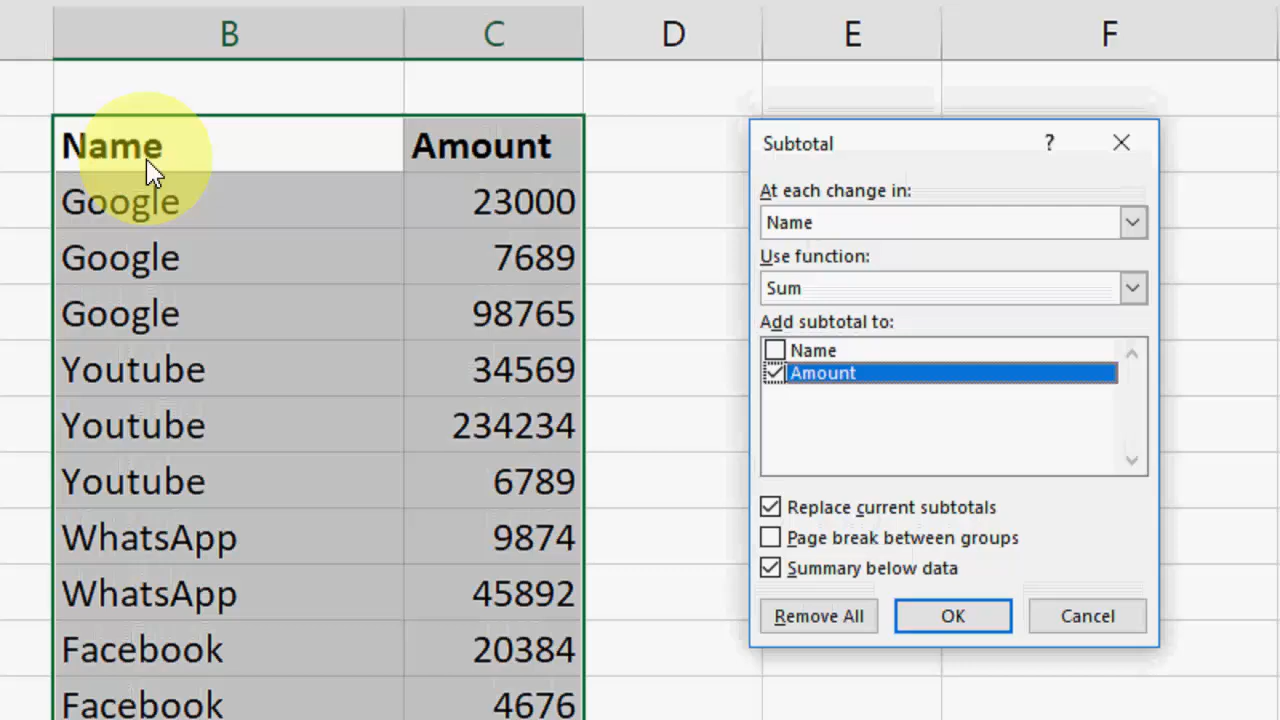 B C D E F
Name Amount
Google 23000
Google 7689
Google 98765
Youtube 34569
Youtube 234234
Youtube 6789
WhatsApp 9874
WhatsApp 45892
Facebook 20384
Facebook 4676
Subtotal ?
At each change in:
Name
Use function:
Sum
Add subtotal to:
Name
Amount
Replace current subtotals
Page break between groups
Summary below data
Remove All OK Cancel